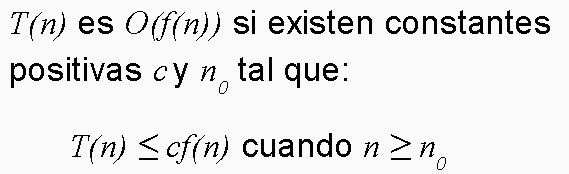 T(n) es O(f(n)) si existen constantes
positivas c y n₀ tal que:
T(n) ≤ cf(n) cuando n ≥ n₀